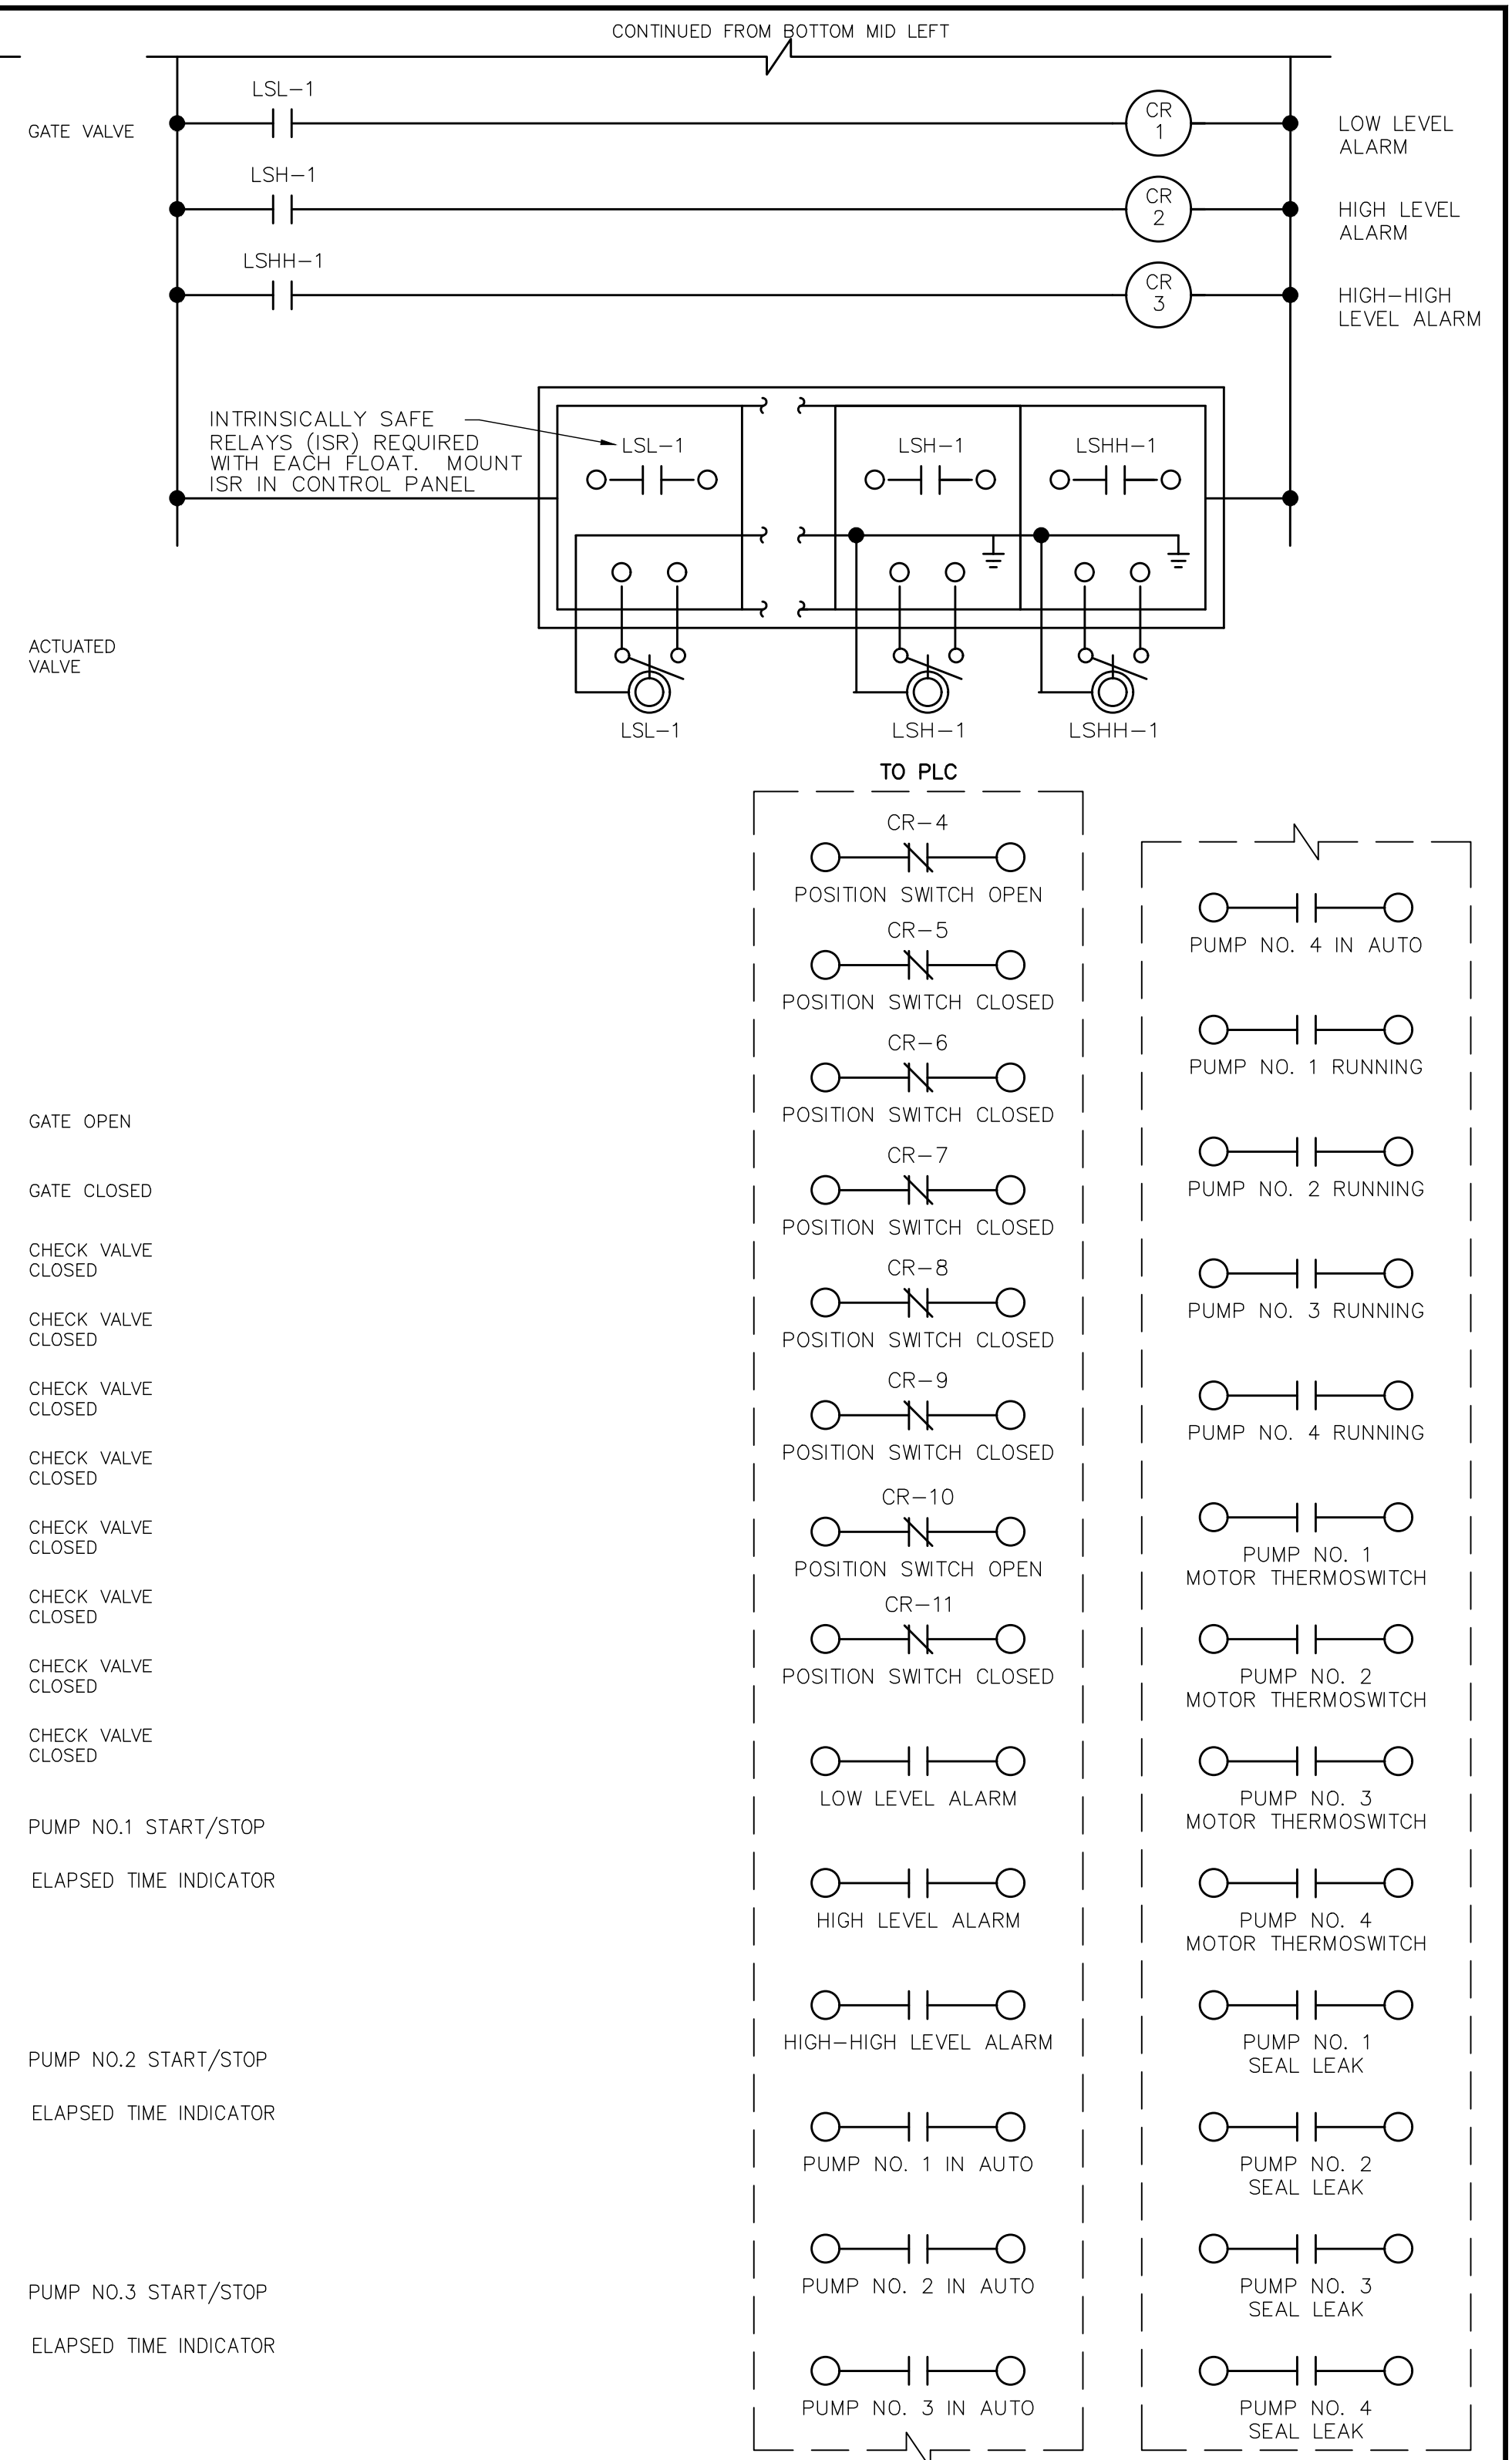 CONTINUED FROM BOTTOM MID LEFT
GATE VALVE
LSL-1
CR
1
LOW LEVEL
ALARM
LSH-1
CR
2
HIGH LEVEL
ALARM
LSHH-1
CR
3
HIGH-HIGH
LEVEL ALARM
INTRINSICALLY SAFE
RELAYS (ISR) REQUIRED
WITH EACH FLOAT. MOUNT
ISR IN CONTROL PANEL
LSL-1
LSH-1
LSHH-1
LSL-1
LSH-1
LSHH-1
ACTUATED
VALVE
GATE OPEN
GATE CLOSED
CHECK VALVE
CLOSED
CHECK VALVE
CLOSED
CHECK VALVE
CLOSED
CHECK VALVE
CLOSED
CHECK VALVE
CLOSED
CHECK VALVE
CLOSED
CHECK VALVE
CLOSED
CHECK VALVE
CLOSED
PUMP NO.1 START/STOP
ELAPSED TIME INDICATOR
PUMP NO.2 START/STOP
ELAPSED TIME INDICATOR
PUMP NO.3 START/STOP
ELAPSED TIME INDICATOR
TO PLC
CR-4
POSITION SWITCH OPEN
CR-5
POSITION SWITCH CLOSED
CR-6
POSITION SWITCH CLOSED
CR-7
POSITION SWITCH CLOSED
CR-8
POSITION SWITCH CLOSED
CR-9
POSITION SWITCH CLOSED
CR-10
POSITION SWITCH OPEN
CR-11
POSITION SWITCH CLOSED
LOW LEVEL ALARM
HIGH LEVEL ALARM
HIGH-HIGH LEVEL ALARM
PUMP NO. 1 IN AUTO
PUMP NO. 2 IN AUTO
PUMP NO. 3 IN AUTO
PUMP NO. 4 IN AUTO
PUMP NO. 1 RUNNING
PUMP NO. 2 RUNNING
PUMP NO. 3 RUNNING
PUMP NO. 4 RUNNING
PUMP NO. 1
MOTOR THERMOSWITCH
PUMP NO. 2
MOTOR THERMOSWITCH
PUMP NO. 3
MOTOR THERMOSWITCH
PUMP NO. 4
MOTOR THERMOSWITCH
PUMP NO. 1
SEAL LEAK
PUMP NO. 2
SEAL LEAK
PUMP NO. 3
SEAL LEAK
PUMP NO. 4
SEAL LEAK